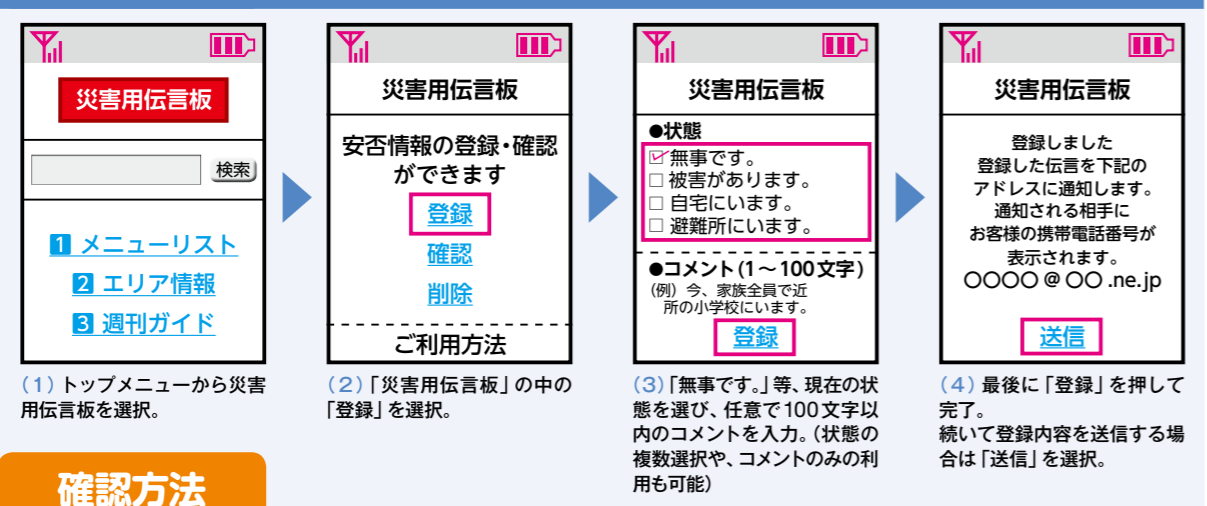 災害用伝言板
検索
1 メニューリスト
2 エリア情報
3 週刊ガイド
(1)トップメニューから災害
用伝言板を選択。
災害用伝言板
安否情報の登録・確認
ができます
登録
確認
削除
ご利用方法
(2)「災害用伝言板」の中の
「登録」を選択。
災害用伝言板
●状態
無事です。
□ 被害があります。
□ 自宅にいます。
□ 避難所にいます。
●コメント(1~100文字)
(例)今、家族全員で近
所の小学校にいます。
登録
(3)「無事です。」等、現在の状
態を選び、任意で100文字以
内のコメントを入力。(状態の
複数選択や、コメントのみの利
用も可能)
災害用伝言板
登録しました
登録した伝言を下記の
アドレスに通知します。
通知される相手に
お客様の携帯電話番号が
表示されます。
〇〇〇〇@〇〇.ne.jp
送信
(4)最後に「登録」を押して
完了。
続いて登録内容を送信する場
合は「送信」を選択。
確認方法